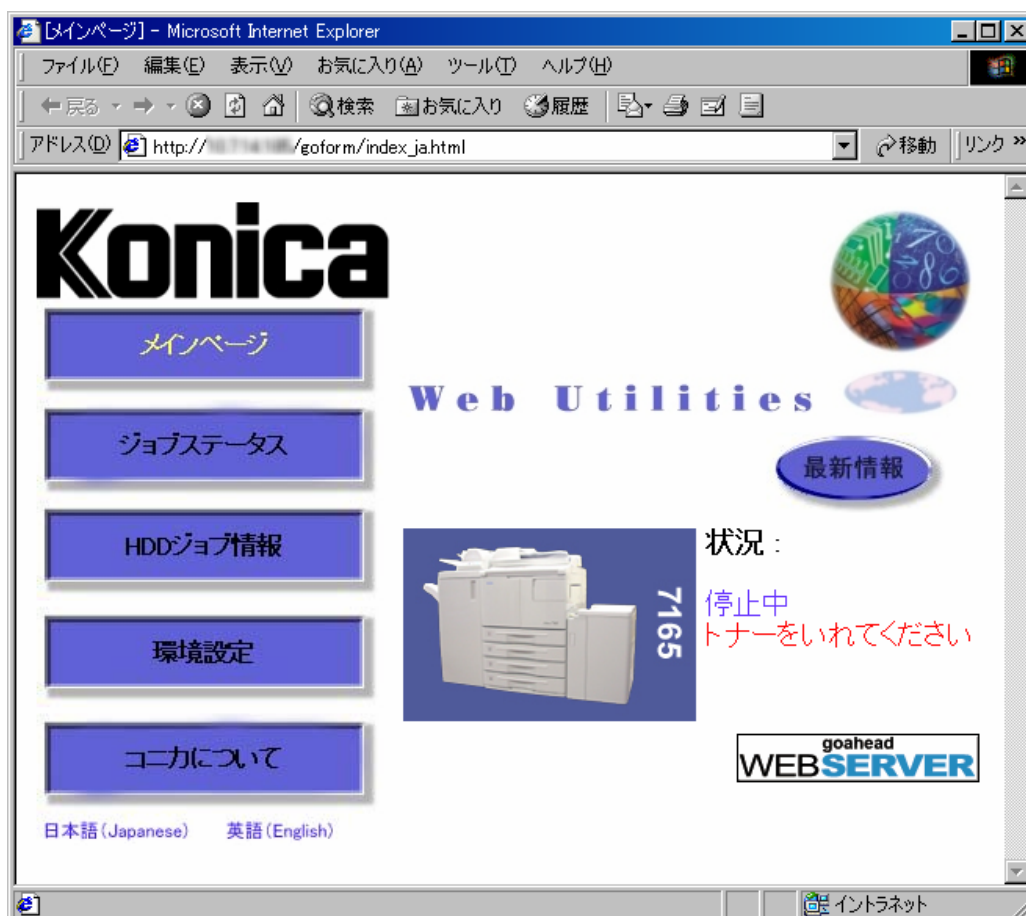 [メインページ] - Microsoft Internet Explorer
ファイル(F) 編集(E) 表示(V) お気に入り(A) ツール(T) ヘルプ(H)
戻る 検索 お気に入り 履歴
アドレス(D) http:// /goform/index_ja.html 移動 リンク »
Konica
メインページ
ジョブステータス
HDDジョブ情報
環境設定
コニカについて
日本語(Japanese) 英語(English)
Web Utilities
最新情報
7165
状況 :
停止中
トナーをいれてください
goahead
WEBSERVER
イントラネット